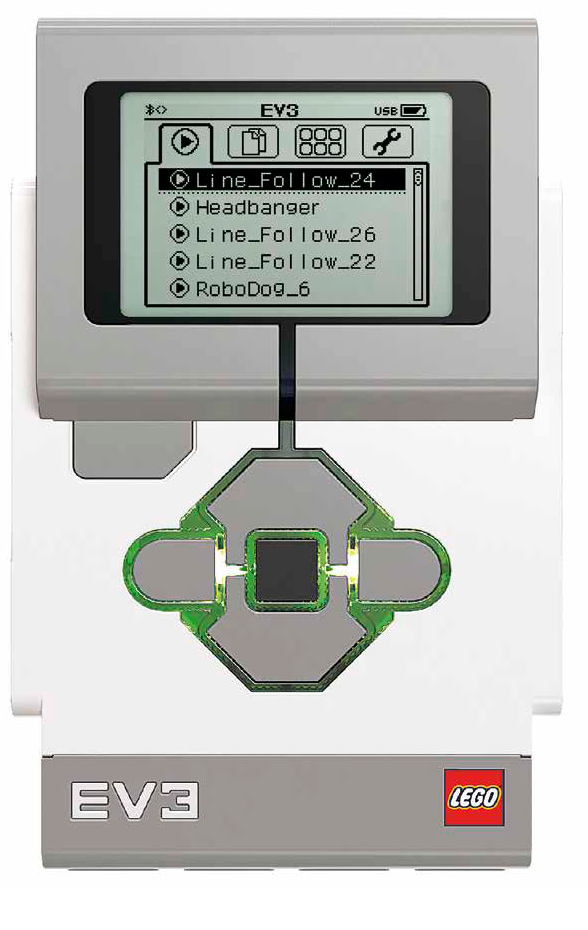 EV3 USB
Line_Follow_24
Headbanger
Line_Follow_26
Line_Follow_22
RoboDog_6
EV3 LEGO